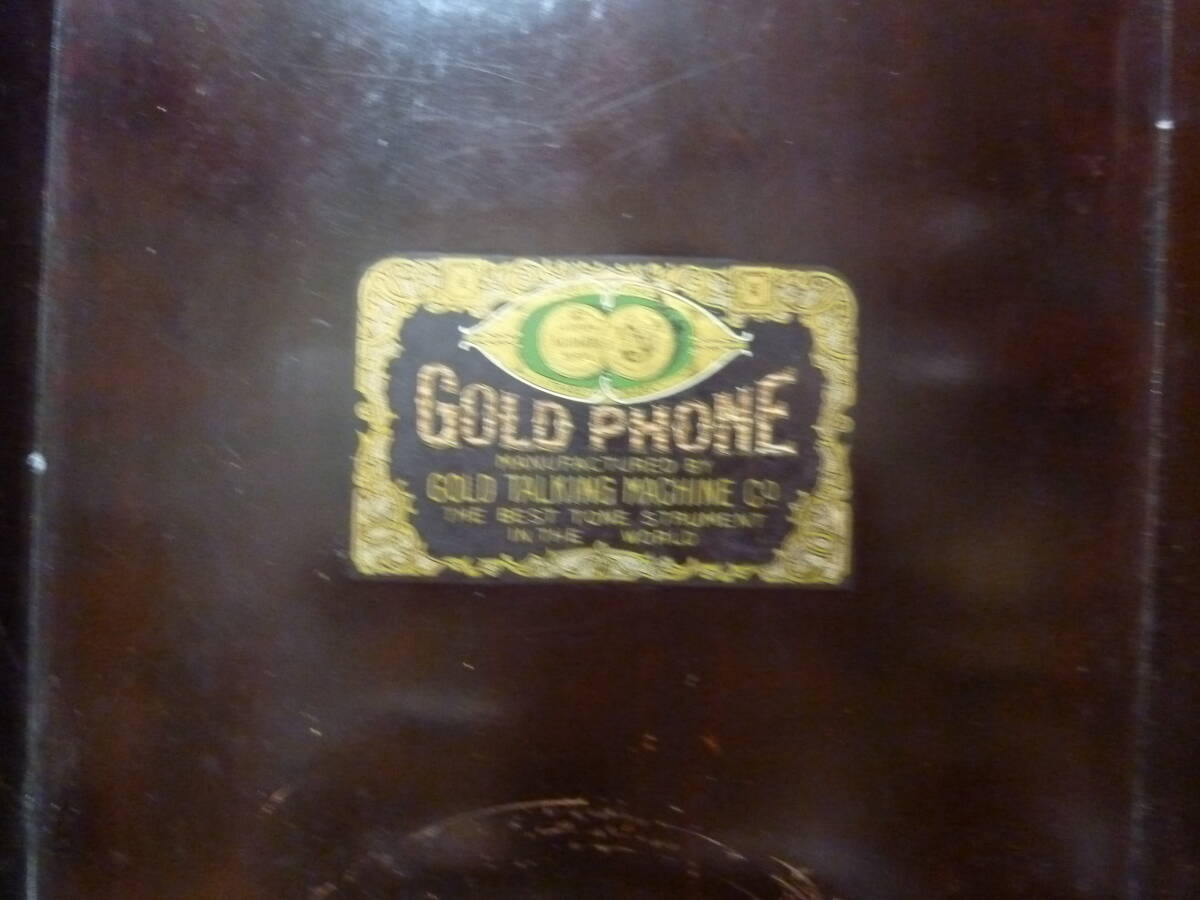 GOLD PHONE
MANUFACTURED BY
GOLD TALKING MACHINE CO
THE BEST TONE STRUMENT
IN THE WORLD